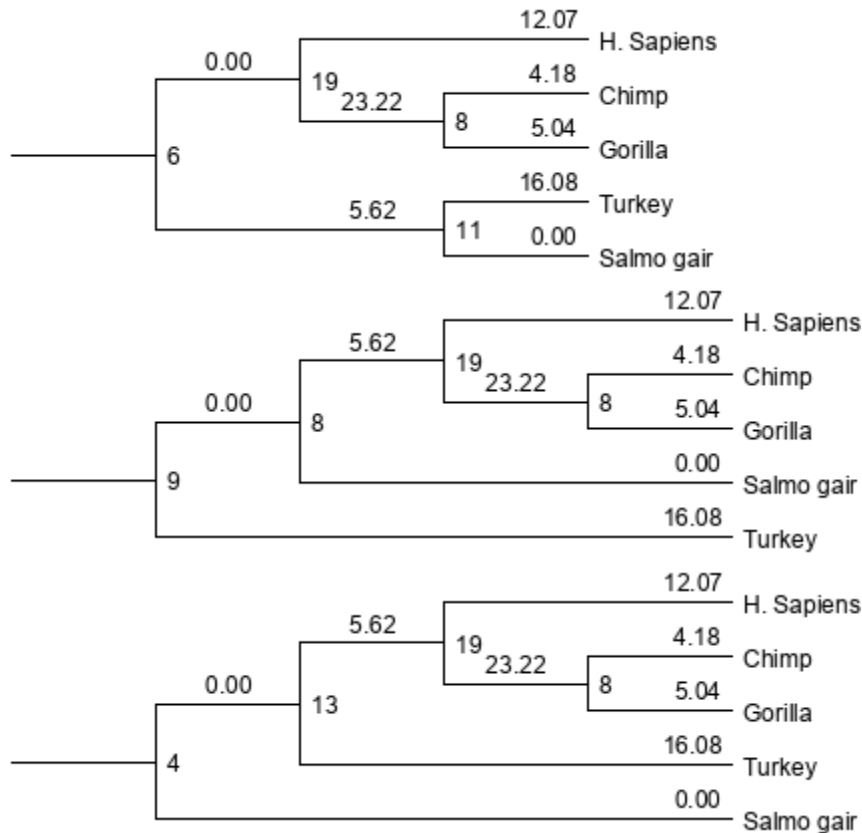 12.07
H. Sapiens
0.00
4.18
19
23.22
Chimp
8
5.04
Gorilla
6
16.08
5.62
Turkey
11
0.00
Salmo gair
12.07
H. Sapiens
5.62
4.18
19
23.22
Chimp
0.00
8
5.04
8
Gorilla
0.00
9
Salmo gair
16.08
Turkey
12.07
H. Sapiens
5.62
4.18
19
23.22
Chimp
0.00
8
5.04
13
Gorilla
16.08
4
Turkey
0.00
Salmo gair